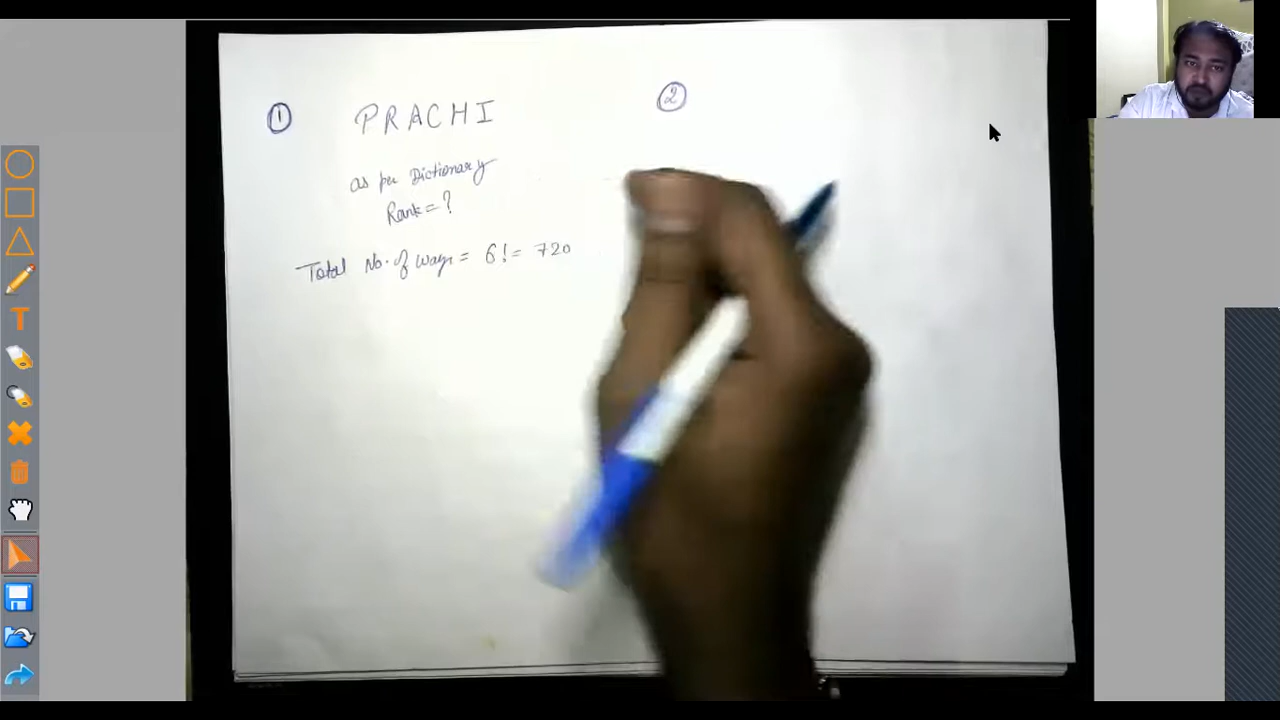 ① PRACHI
as per Dictionary
Rank = ?
Total No. of ways = 6! = 720
②
T